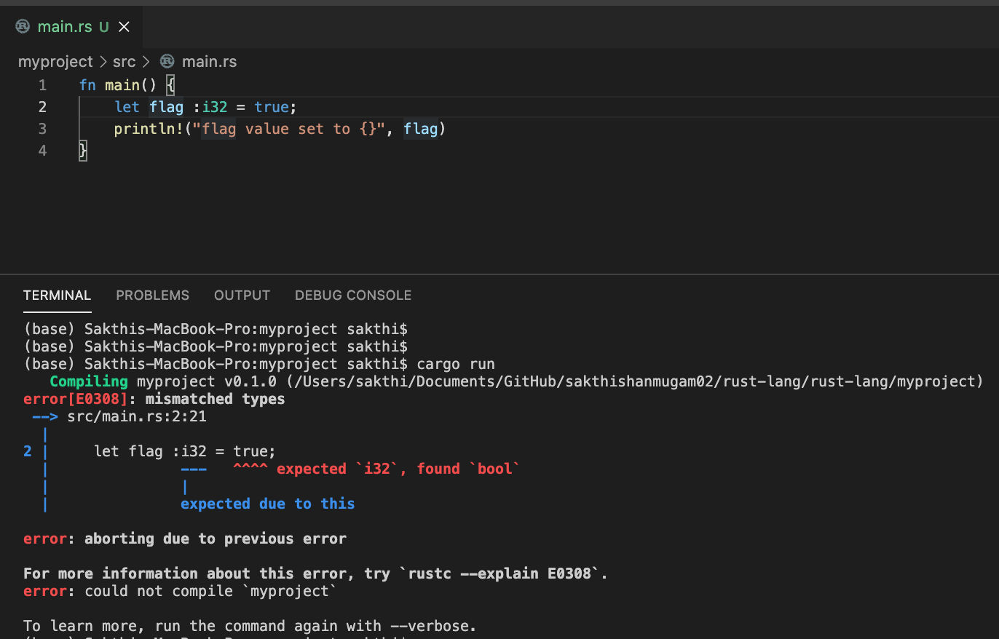 main.rs U
myproject > src > main.rs
1 fn main() {
2 let flag :i32 = true;
3 println!("flag value set to {}", flag)
4 }
TERMINAL PROBLEMS OUTPUT DEBUG CONSOLE
(base) Sakthis-MacBook-Pro:myproject sakthi$
(base) Sakthis-MacBook-Pro:myproject sakthi$
(base) Sakthis-MacBook-Pro:myproject sakthi$ cargo run
Compiling myproject v0.1.0 (/Users/sakthi/Documents/GitHub/sakthishanmugam02/rust-lang/rust-lang/myproject)
error[E0308]: mismatched types
--> src/main.rs:2:21
|
2 | let flag :i32 = true;
| --- ^^^^ expected `i32`, found `bool`
| |
| expected due to this
error: aborting due to previous error
For more information about this error, try `rustc --explain E0308`.
error: could not compile `myproject`
To learn more, run the command again with --verbose.